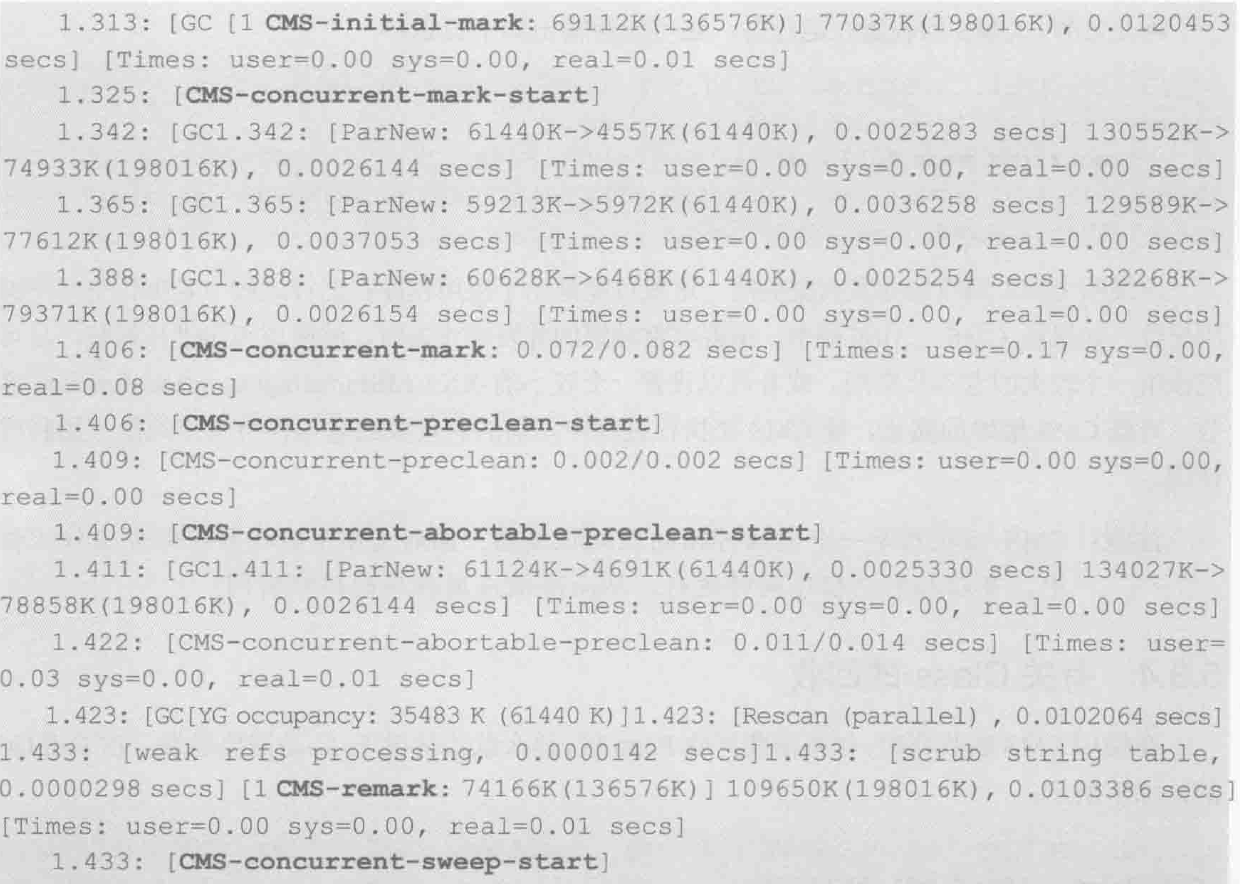 1.313: [GC [1 CMS-initial-mark: 69112K(136576K)] 77037K(198016K), 0.0120453
secs] [Times: user=0.00 sys=0.00, real=0.01 secs]
1.325: [CMS-concurrent-mark-start]
1.342: [GC1.342: [ParNew: 61440K->4557K(61440K), 0.0025283 secs] 130552K->
74933K(198016K), 0.0026144 secs] [Times: user=0.00 sys=0.00, real=0.00 secs]
1.365: [GC1.365: [ParNew: 59213K->5972K(61440K), 0.0036258 secs] 129589K->
77612K(198016K), 0.0037053 secs] [Times: user=0.00 sys=0.00, real=0.00 secs]
1.388: [GC1.388: [ParNew: 60628K->6468K(61440K), 0.0025254 secs] 132268K->
79371K(198016K), 0.0026154 secs] [Times: user=0.00 sys=0.00, real=0.00 secs]
1.406: [CMS-concurrent-mark: 0.072/0.082 secs] [Times: user=0.17 sys=0.00,
real=0.08 secs]
1.406: [CMS-concurrent-preclean-start]
1.409: [CMS-concurrent-preclean: 0.002/0.002 secs] [Times: user=0.00 sys=0.00,
real=0.00 secs]
1.409: [CMS-concurrent-abortable-preclean-start]
1.411: [GC1.411: [ParNew: 61124K->4691K(61440K), 0.0025330 secs] 134027K->
78858K(198016K), 0.0026144 secs] [Times: user=0.00 sys=0.00, real=0.00 secs]
1.422: [CMS-concurrent-abortable-preclean: 0.011/0.014 secs] [Times: user=
0.03 sys=0.00, real=0.01 secs]
1.423: [GC[YG occupancy: 35483 K (61440 K)]1.423: [Rescan (parallel) , 0.0102064 secs]
1.433: [weak refs processing, 0.0000142 secs]1.433: [scrub string table,
0.0000298 secs] [1 CMS-remark: 74166K(136576K)] 109650K(198016K), 0.0103386 secs]
[Times: user=0.00 sys=0.00, real=0.01 secs]
1.433: [CMS-concurrent-sweep-start]